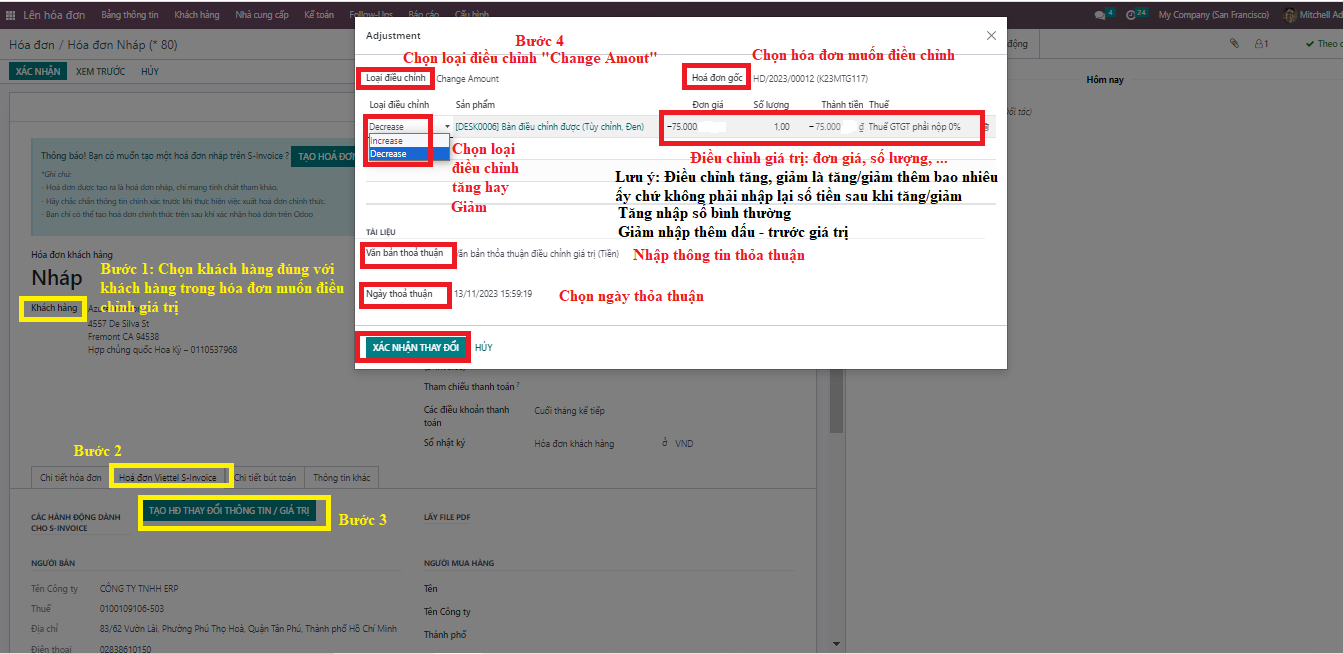 Lên hóa đơn Bảng thông tin Khách hàng Nhà cung cấp Kế toán Follow-Ups Báo cáo Cấu hình 4 24 My Company (San Francisco) Mitchell Ad
Hóa đơn / Hóa đơn Nháp (* 80)
XÁC NHẬN XEM TRƯỚC HỦY
động 1 Theo
Hôm nay
Adjustment
Bước 4
Chọn loại điều chỉnh "Change Amout"
Chọn hóa đơn muốn điều chỉnh
Loại điều chỉnh Change Amount
Hoá đơn gốc HD/2023/00012 (K23MTG117)
Loại điều chỉnh Sản phẩm Đơn giá Số lượng Thành tiền Thuế
Decrease [DESK0006] Bàn điều chỉnh được (Tùy chỉnh, Đen) -75.000 1,00 -75.000 ₫ Thuế GTGT phải nộp 0%
Increase
Decrease
Chọn loại
điều chỉnh
tăng hay
Giảm
Điều chỉnh giá trị: đơn giá, số lượng, ...
Lưu ý: Điều chỉnh tăng, giảm là tăng/giảm thêm bao nhiêu
ấy chứ không phải nhập lại số tiền sau khi tăng/giảm
Tăng nhập số bình thường
Giảm nhập thêm dấu - trước giá trị
TÀI LIỆU
Văn bản thoả thuận Văn bản thỏa thuận điều chỉnh giá trị (Tiền) Nhập thông tin thỏa thuận
Ngày thoả thuận 13/11/2023 15:59:19 Chọn ngày thỏa thuận
XÁC NHẬN THAY ĐỔI HỦY
Thông báo! Bạn có muốn tạo một hoá đơn nháp trên S-Invoice ? TẠO HOÁ ĐƠN
*Ghi chú:
- Hoá đơn được tạo ra là hoá đơn nháp, chỉ mang tính chất tham khảo.
- Hãy chắc chắn thông tin chính xác trước khi thực hiện việc xuất hoá đơn chính thức.
- Bạn chỉ có thể tạo hoá đơn chính thức trên sau khi xác nhận hoá đơn trên Odoo
Hóa đơn khách hàng
Nháp
Bước 1: Chọn khách hàng đúng với
khách hàng trong hóa đơn muốn điều
chỉnh giá trị
Khách hàng
4557 De Silva St
Fremont CA 94538
Hợp chủng quốc Hoa Kỳ – 0110537968
Tham chiếu thanh toán ?
Các điều khoản thanh
toán
Cuối tháng kế tiếp
Số nhật ký Hóa đơn khách hàng ở VND
Bước 2
Chi tiết hóa đơn Hoá đơn Viettel S-Invoice Chi tiết bút toán Thông tin khác
CÁC HÀNH ĐỘNG DÀNH
CHO S-INVOICE
TẠO HĐ THAY ĐỔI THÔNG TIN / GIÁ TRỊ
Bước 3
LẤY FILE PDF
NGƯỜI BÁN NGƯỜI MUA HÀNG
Tên Công ty CÔNG TY TNHH ERP Tên
Thuế 0100109106-503 Tên Công ty
Địa chỉ 83/62 Vườn Lài, Phường Phú Thọ Hoà, Quận Tân Phú, Thành phố Hồ Chí Minh Thành phố
Điện thoại 02838610150